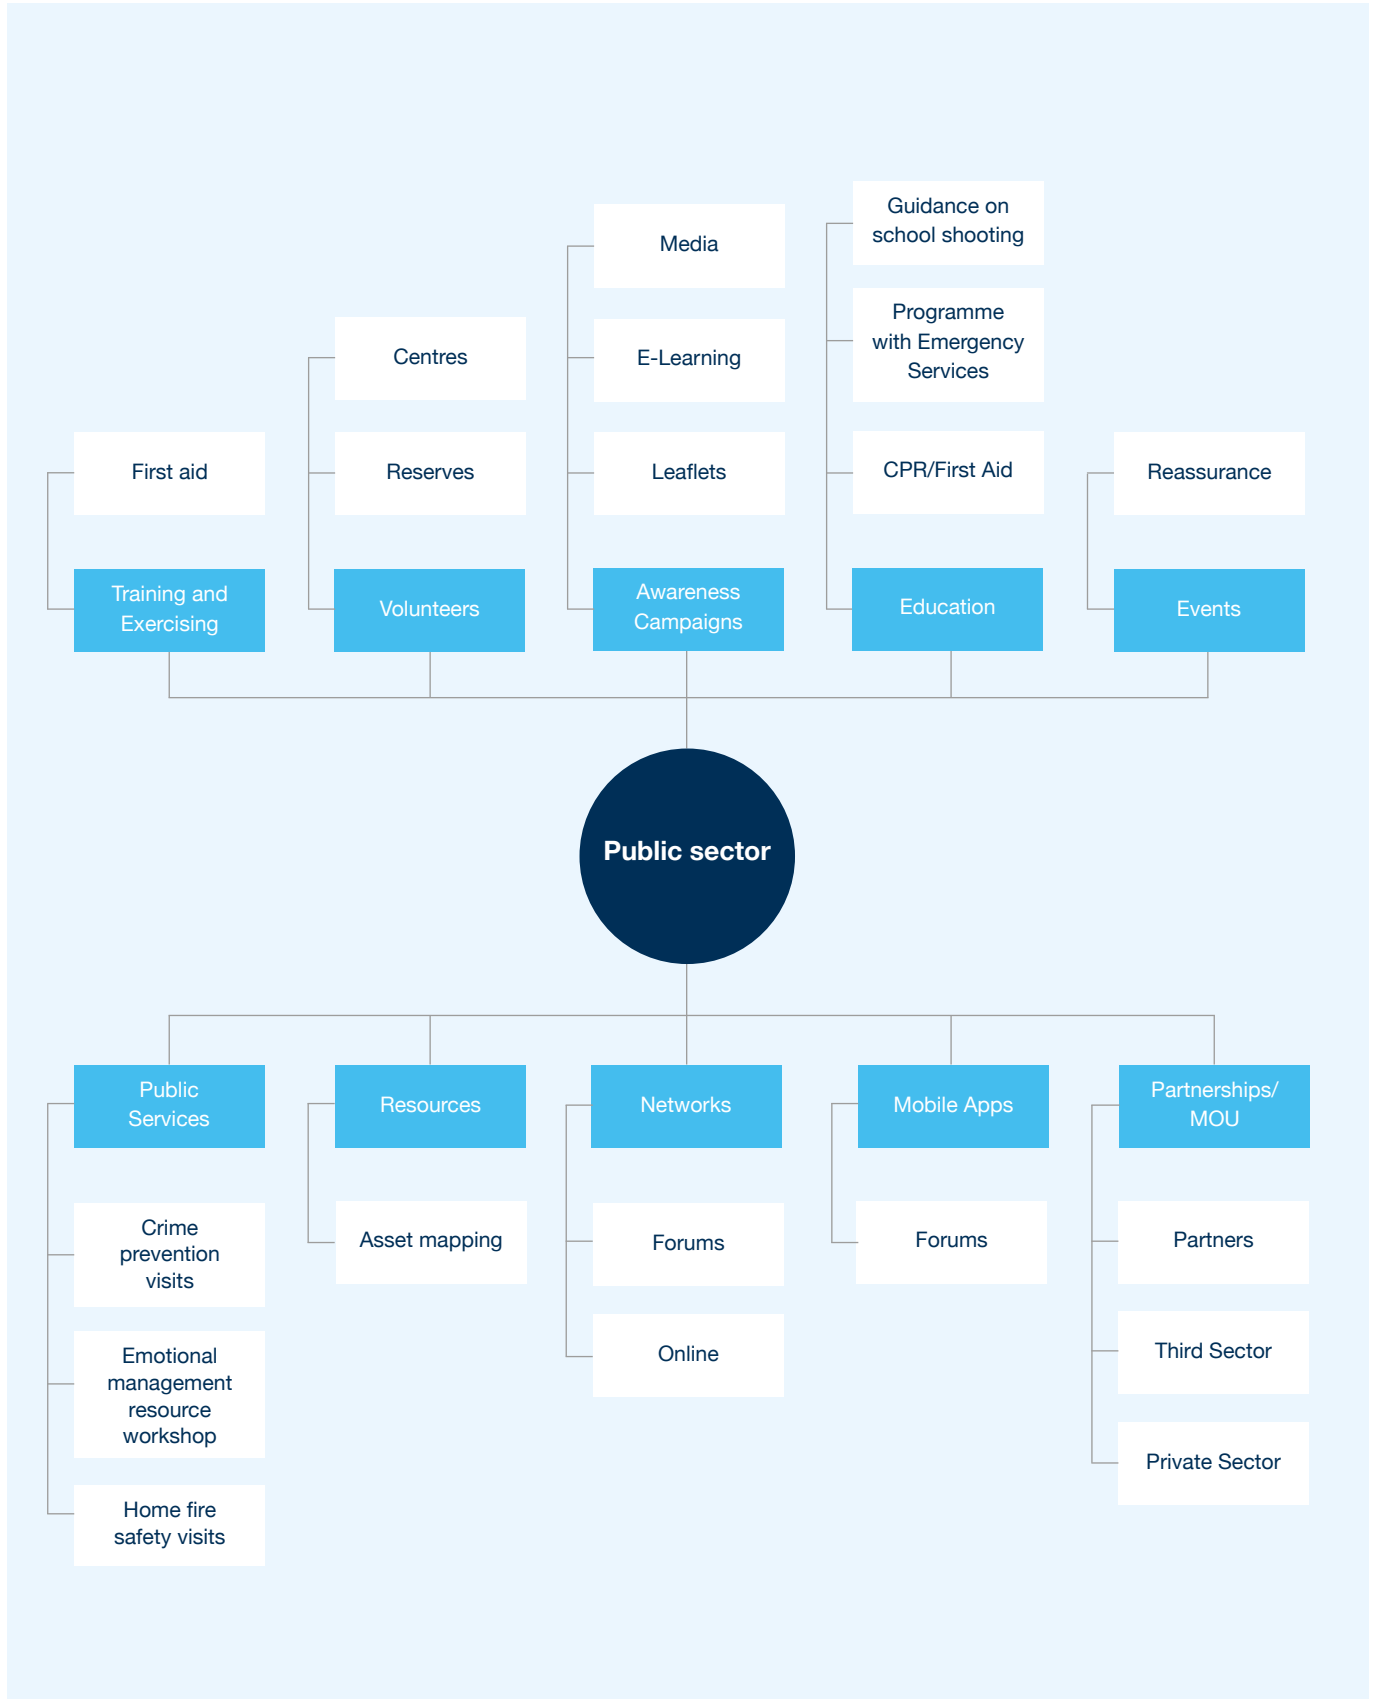 Guidance on
school shooting
Media
Programme
with Emergency
Services
Centres
E-Learning
First aid
Reserves
Leaflets
CPR/First Aid
Reassurance
Training and
Exercising
Volunteers
Awareness
Campaigns
Education
Events
Public sector
Public
Services
Resources
Networks
Mobile Apps
Partnerships/
MOU
Crime
prevention
visits
Asset mapping
Forums
Forums
Partners
Emotional
management
resource
workshop
Online
Third Sector
Home fire
safety visits
Private Sector